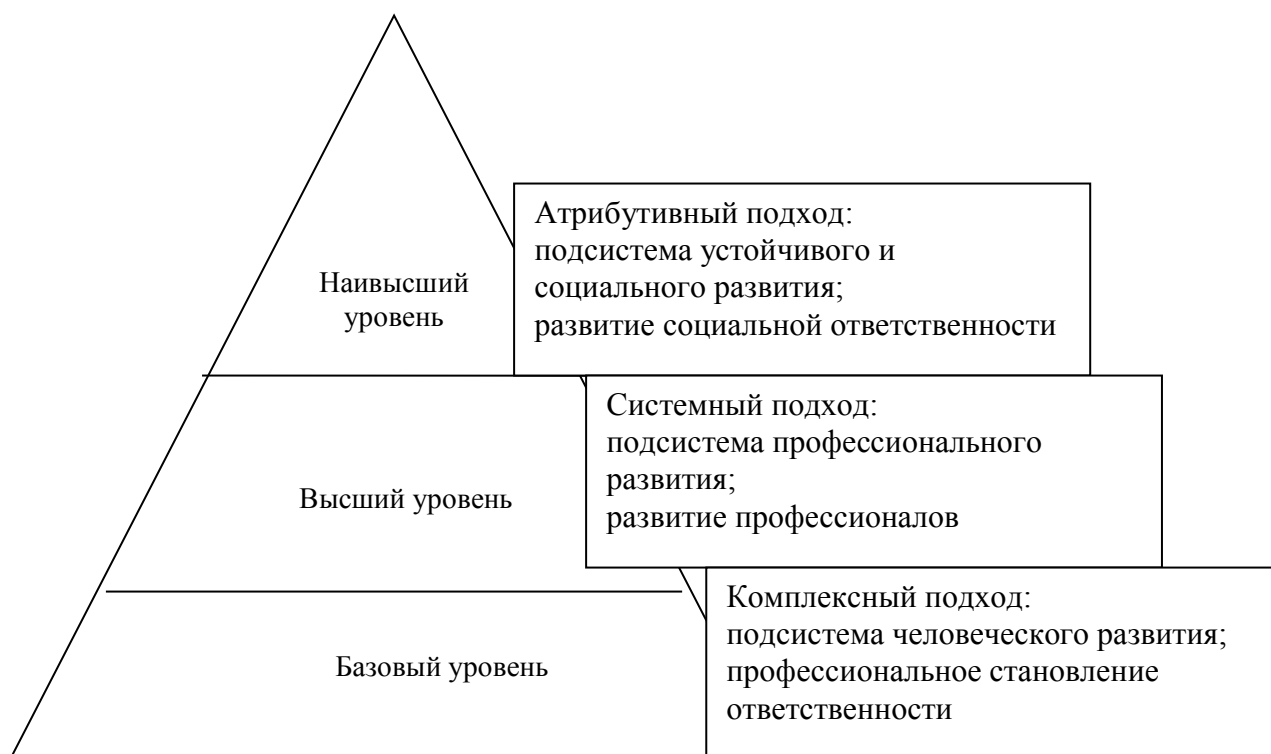 Наивысший
уровень
Атрибутивный подход:
подсистема устойчивого и
социального развития;
развитие социальной ответственности
Высший уровень
Системный подход:
подсистема профессионального
развития;
развитие профессионалов
Базовый уровень
Комплексный подход:
подсистема человеческого развития;
профессиональное становление
ответственности